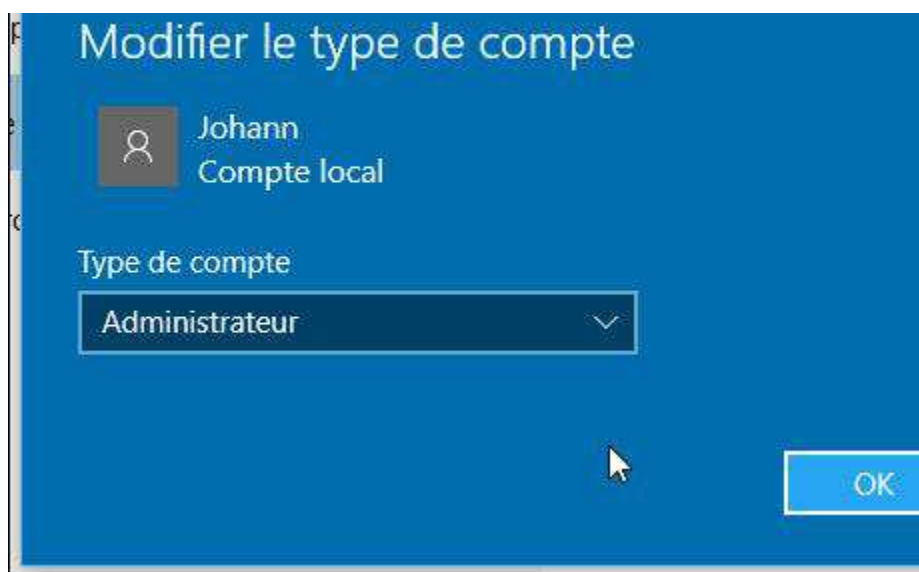 Modifier le type de compte
Johann
Compte local
Type de compte
Administrateur
OK